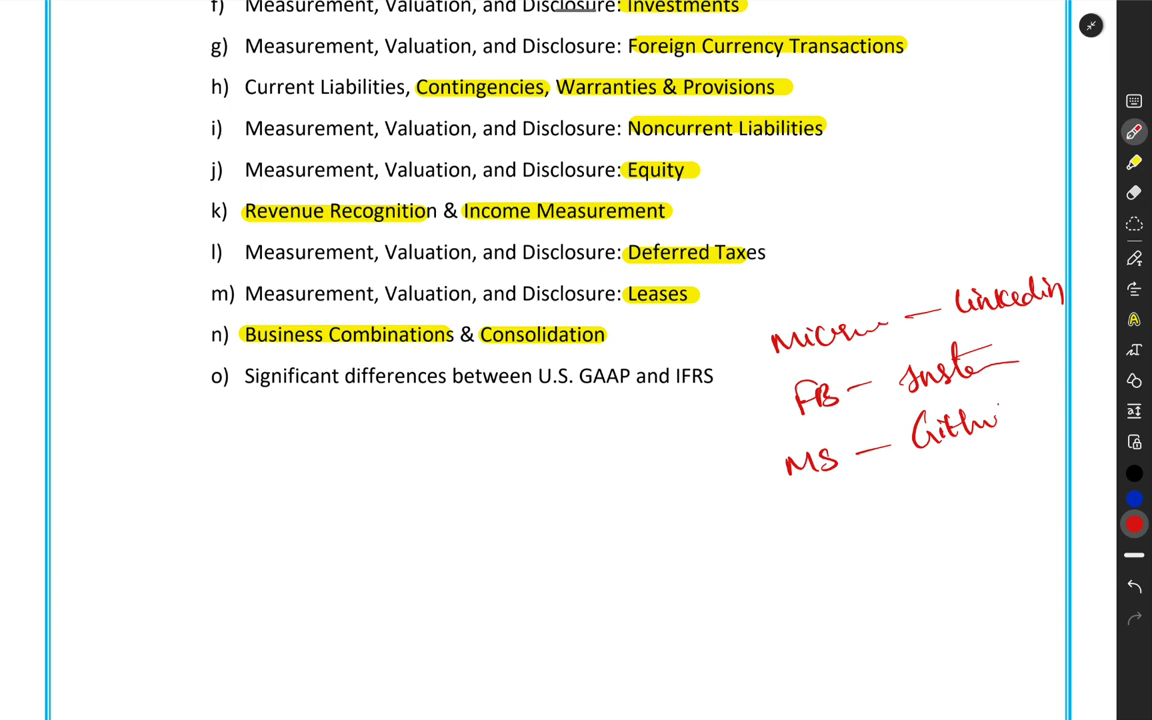 f) Measurement, Valuation, and Disclosure: Investments
g) Measurement, Valuation, and Disclosure: Foreign Currency Transactions
h) Current Liabilities, Contingencies, Warranties & Provisions
i) Measurement, Valuation, and Disclosure: Noncurrent Liabilities
j) Measurement, Valuation, and Disclosure: Equity
k) Revenue Recognition & Income Measurement
l) Measurement, Valuation, and Disclosure: Deferred Taxes
m) Measurement, Valuation, and Disclosure: Leases
n) Business Combinations & Consolidation
o) Significant differences between U.S. GAAP and IFRS
— Linkedin
FB — Insta
MS — Githu